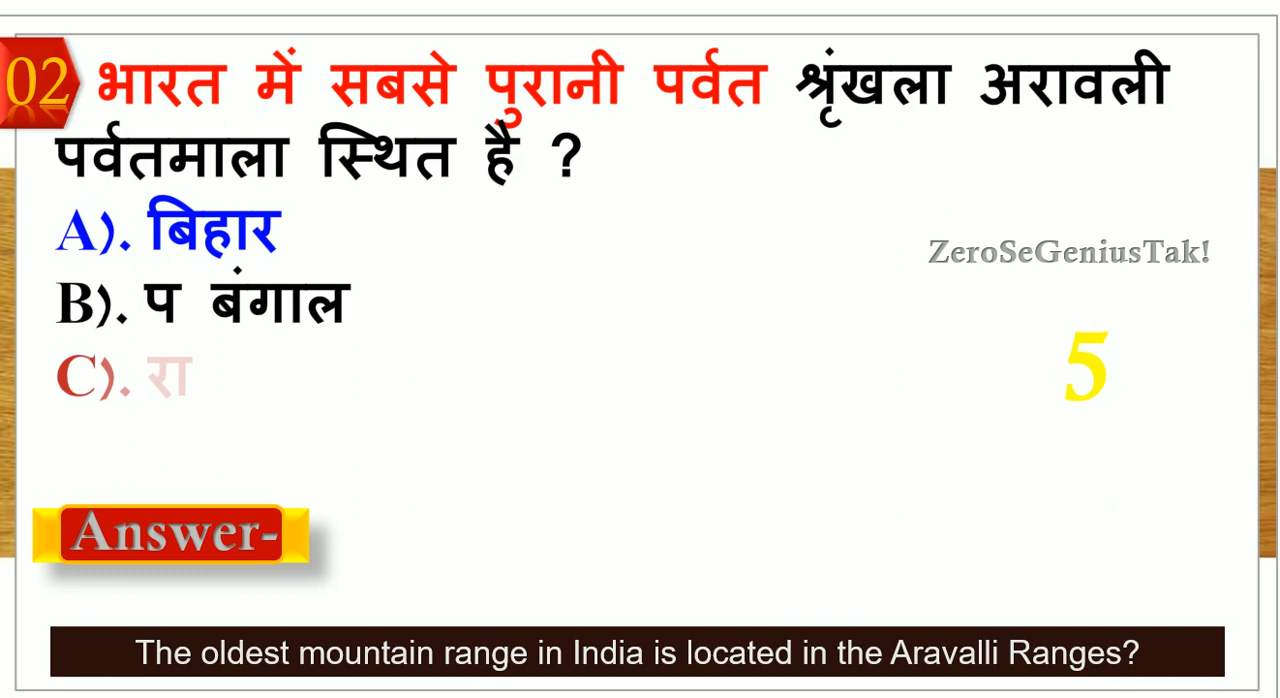 02 भारत में सबसे पुरानी पर्वत श्रृंखला अरावली
पर्वतमाला स्थित है ?
A). बिहार
ZeroSeGeniusTak!
B). प बंगाल
C). रा
5
Answer-
The oldest mountain range in India is located in the Aravalli Ranges?